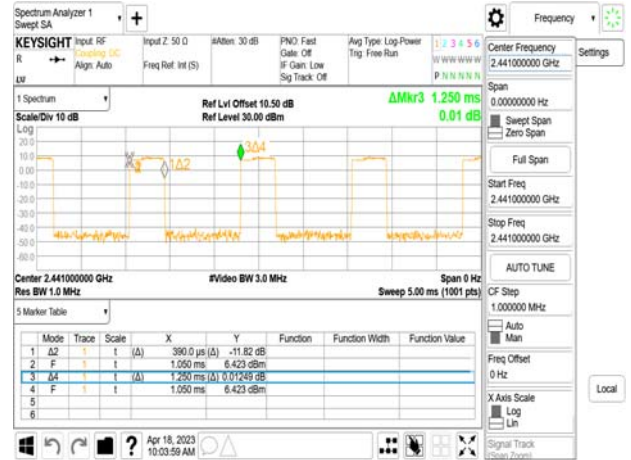 Spectrum Analyzer 1
Swept SA
Frequency
KEYSIGHT
Input: RF
Input Z: 50 Ω
#Atten: 30 dB
PNO: Fast
Avg Type: Log-Power
1 2 3 4 5 6
R
Coupling: DC
Gate: Off
Trig: Free Run
W W W W W W
Align: Auto
Freq Ref: Int (S)
IF Gain: Low
P N N N N N
Sig Track: Off
Center Frequency
2.441000000 GHz
Settings
1 Spectrum
ΔMkr3 1.250 ms
Ref Lvl Offset 10.50 dB
Scale/Div 10 dB
Ref Level 30.00 dBm
0.01 dB
Log
20.0
10.0
0.00
-10.0
-20.0
-30.0
-40.0
-50.0
-60.0
1Δ2
3Δ4
Center 2.441000000 GHz
#Video BW 3.0 MHz
Span 0 Hz
Res BW 1.0 MHz
Sweep 5.00 ms (1001 pts)
Span
0.00000000 Hz
Swept Span
Zero Span
Full Span
Start Freq
2.441000000 GHz
Stop Freq
2.441000000 GHz
AUTO TUNE
CF Step
1.000000 MHz
Auto
Man
Freq Offset
0 Hz
X Axis Scale
Log
Lin
Signal Track
(Span Zoom)
Local
5 Marker Table
Mode Trace Scale X Y Function Function Width Function Value
1 Δ2 1 t (Δ) 390.0 μs (Δ) -11.82 dB
2 F 1 t 1.050 ms 6.423 dBm
3 Δ4 1 t (Δ) 1.250 ms (Δ) 0.01249 dB
4 F 1 t 1.050 ms 6.423 dBm
5
6
?
Apr 18, 2023
10:03:59 AM